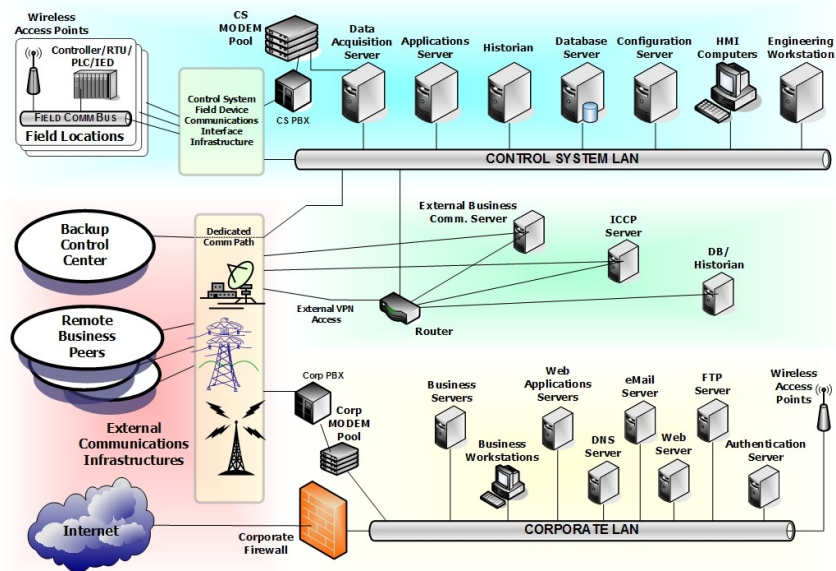 Wireless
Access Points
Controller/RTU/
PLC/IED
FIELD COMM BUS
Field Locations
Control System
Field Device
Communications
Interface
Infrastructure
CS
MODEM
Pool
CS PBX
Data
Acquisition
Server
Applications
Server
Historian
Database
Server
Configuration
Server
HMI
Computers
Engineering
Workstation
CONTROL SYSTEM LAN
Backup
Control
Center
Dedicated
Comm Path
External Business
Comm. Server
ICCP
Server
DB/
Historian
External VPN
Access
Router
Remote
Business
Peers
External
Communications
Infrastructures
Corp PBX
Corp
MODEM
Pool
Business
Servers
Business
Workstations
Web
Applications
Servers
DNS
Server
eMail
Server
Web
Server
FTP
Server
Authentication
Server
Wireless
Access
Points
Internet
Corporate
Firewall
CORPORATE LAN